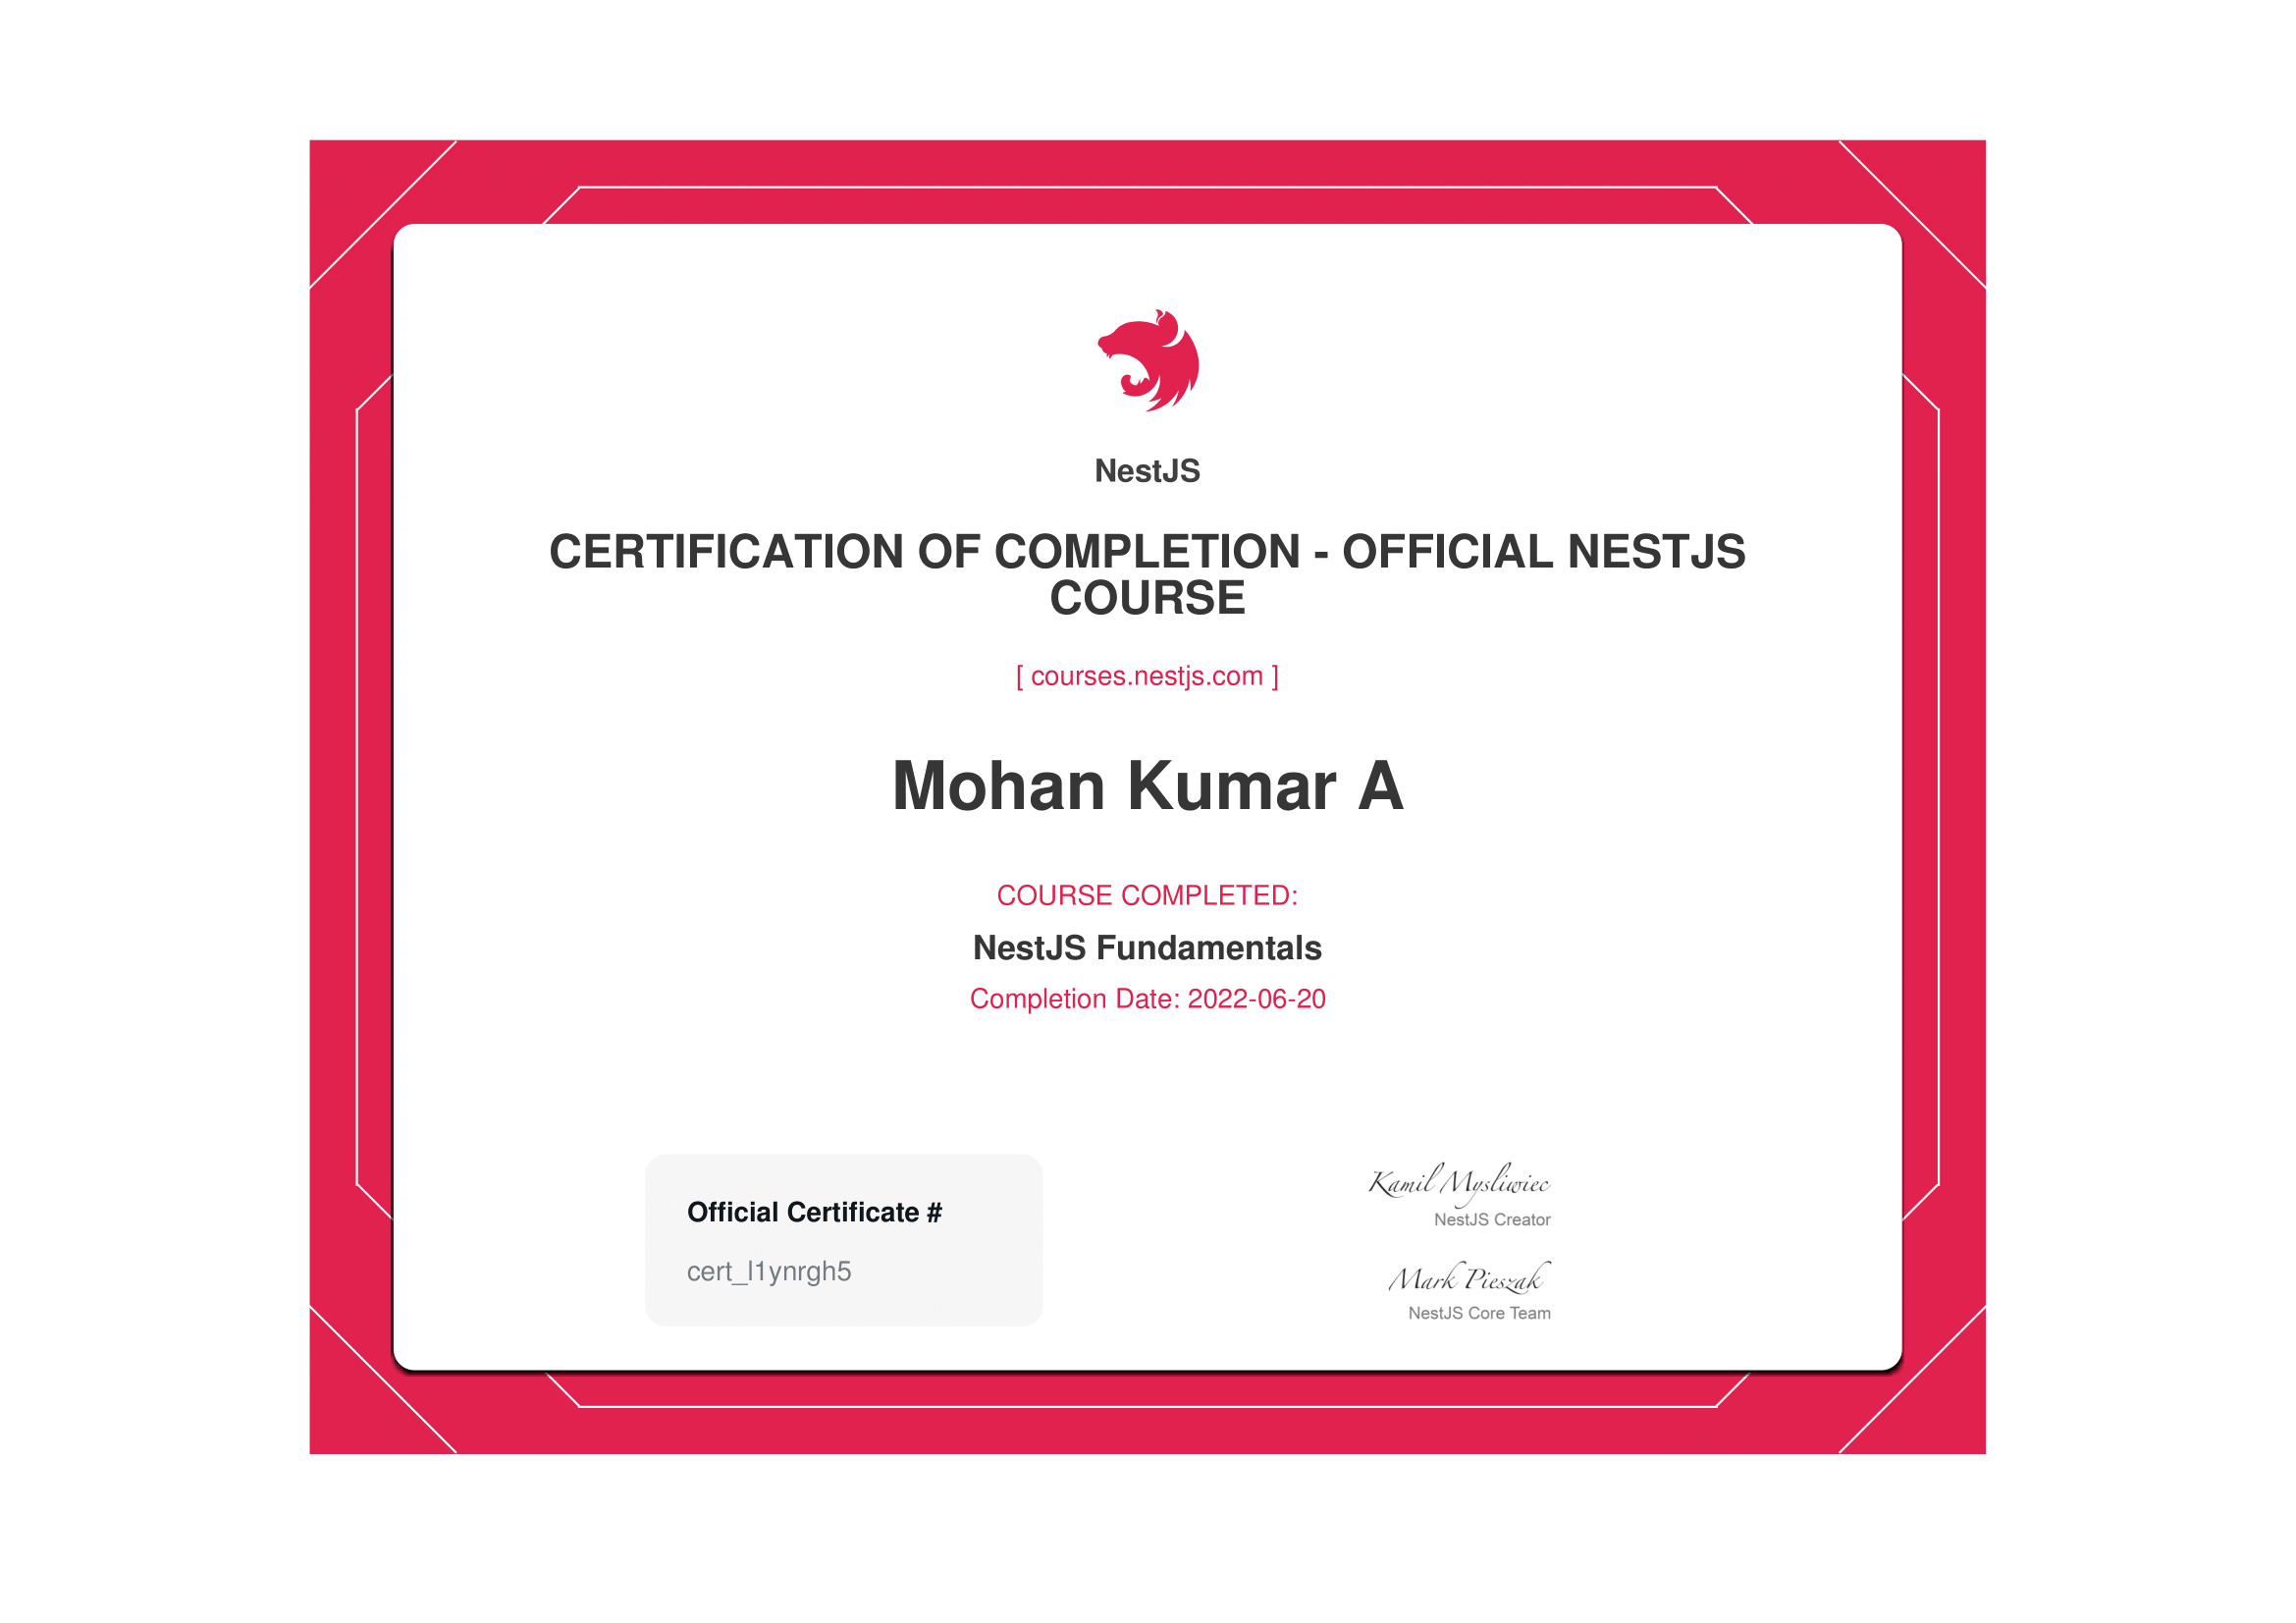 NestJS
CERTIFICATION OF COMPLETION - OFFICIAL NESTJS
COURSE
[ courses.nestjs.com ]
Mohan Kumar A
COURSE COMPLETED:
NestJS Fundamentals
Completion Date: 2022-06-20
Official Certificate #
cert_l1ynrgh5
Kamil Mysliwiec
NestJS Creator
Mark Pieszak
NestJS Core Team